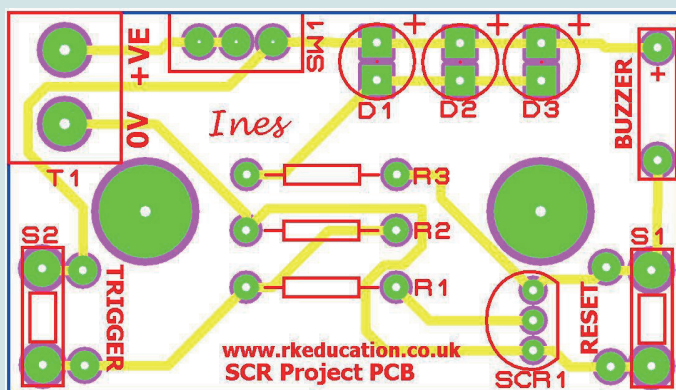 +VE
0V
T1
SW1
+
+
+
D1
D2
D3
BUZZER
+
Ines
R3
R2
R1
S2
TRIGGER
S1
RESET
SCR1
www.rkeducation.co.uk
SCR Project PCB